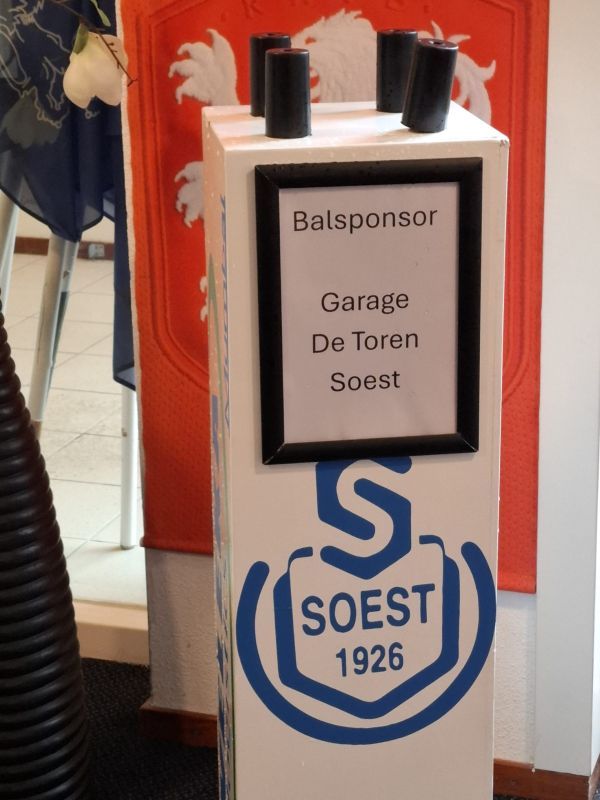 Balsponsor
Garage
De Toren
Soest
S
SOEST
1926